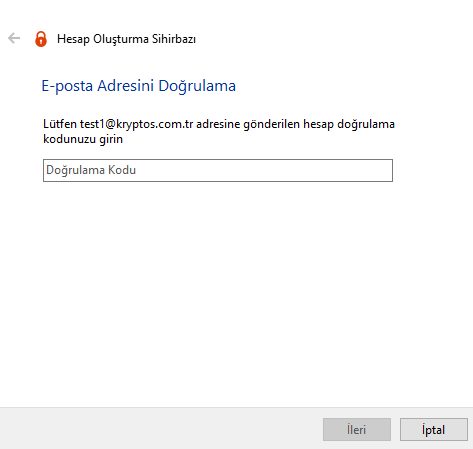 Hesap Oluşturma Sihirbazı
E-posta Adresini Doğrulama
Lütfen test1@kryptos.com.tr adresine gönderilen hesap doğrulama
kodunuzu girin
Doğrulama Kodu
İleri
İptal